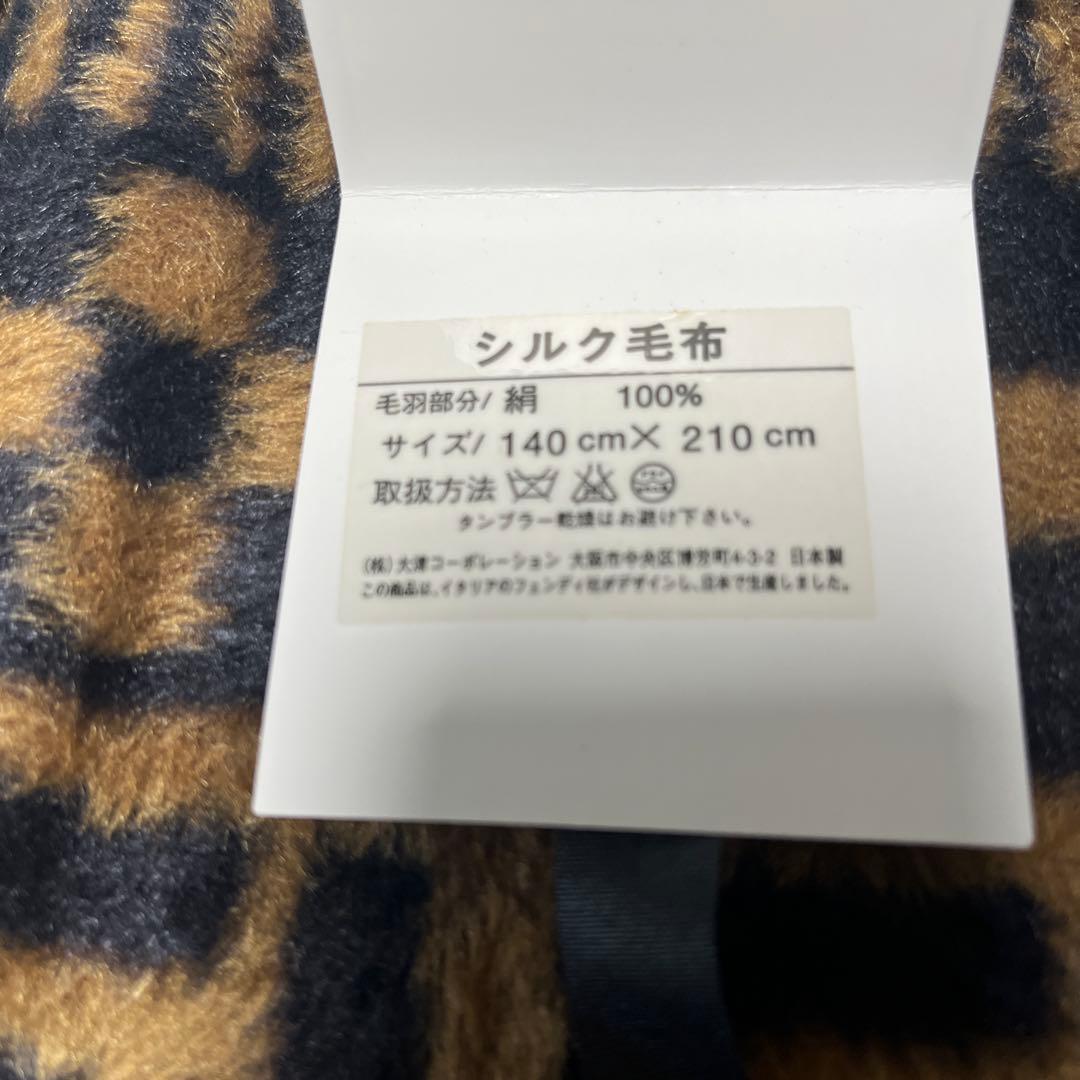 シルク毛布
毛羽部分/ 絹 100%
サイズ/ 140 cm× 210 cm
取扱方法
タンブラー乾燥はお避け下さい。
(株) 大津コーポレーション 大阪市中央区博労町4-3-2 日本製
この商品は、イタリアのフェンディ社がデザインし、日本で生産しました。